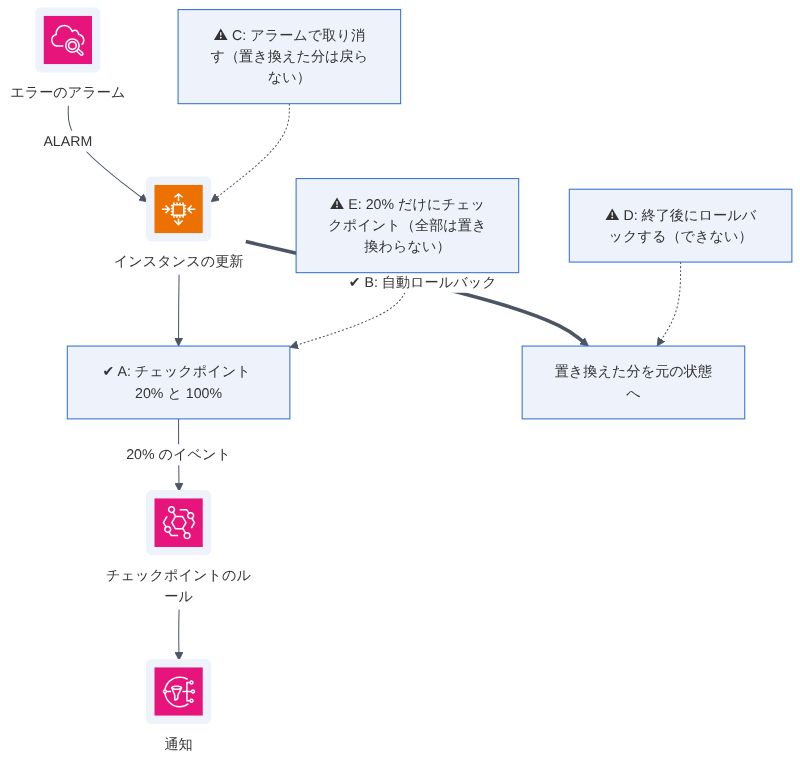 ⚠ C: アラームで取り消
す（置き換えた分は戻ら
ない）
エラーのアラーム
ALARM
⚠ E: 20% だけにチェッ
クポイント（全部は置き
換わらない）
⚠ D: 終了後にロールバ
ックする（できない）
インスタンスの更新
✔ B: 自動ロールバック
✔ A: チェックポイント
20% と 100%
置き換えた分を元の状態
へ
20% のイベント
チェックポイントのル
ール
通知